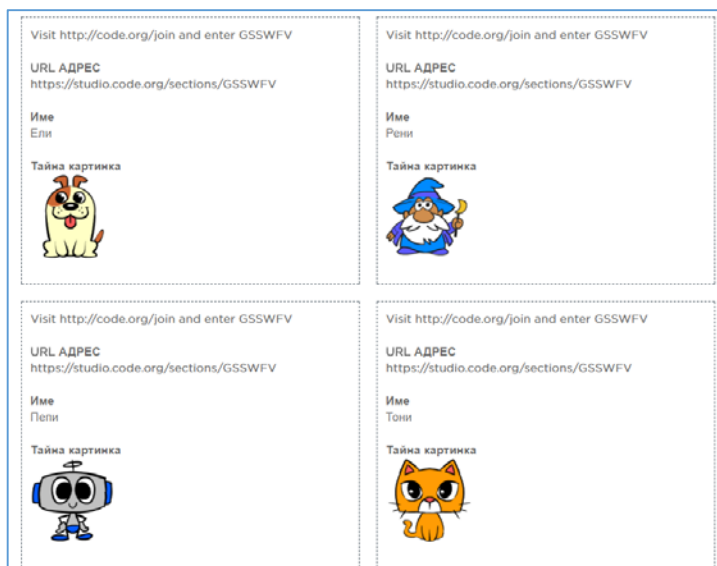 Visit http://code.org/join and enter GSSWFV
URL АДРЕС
https://studio.code.org/sections/GSSWFV
Име
Ели
Тайна картинка
Visit http://code.org/join and enter GSSWFV
URL АДРЕС
https://studio.code.org/sections/GSSWFV
Име
Рени
Тайна картинка
Visit http://code.org/join and enter GSSWFV
URL АДРЕС
https://studio.code.org/sections/GSSWFV
Име
Пепи
Тайна картинка
Visit http://code.org/join and enter GSSWFV
URL АДРЕС
https://studio.code.org/sections/GSSWFV
Име
Тони
Тайна картинка